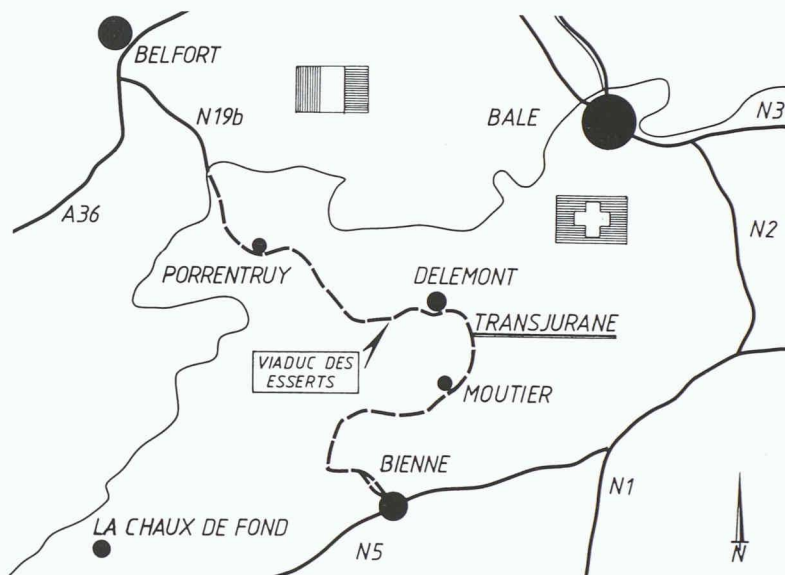 BELFORT
N19b
BALE
N3
A36
N2
PORRENTRUY
DELEMONT
TRANSJURANE
VIADUC DES
ESSERTS
MOUTIER
BIENNE
N1
LA CHAUX DE FOND
N5
N